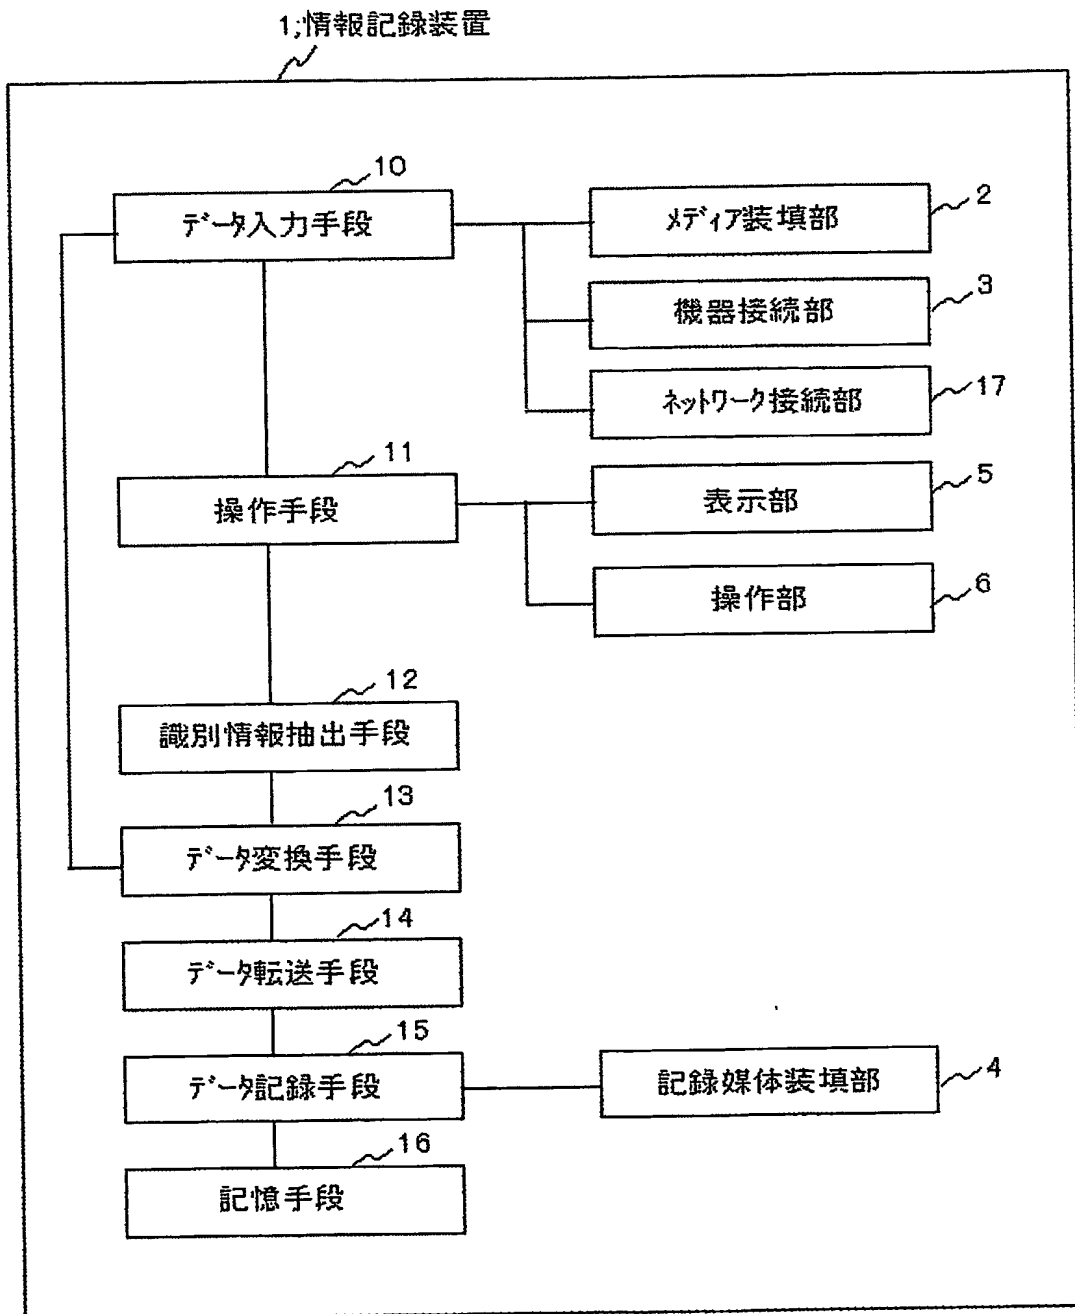 1;情報記録装置
10
データ入力手段
2
メディア装填部
3
機器接続部
17
ネットワーク接続部
11
操作手段
5
表示部
6
操作部
12
識別情報抽出手段
13
データ変換手段
14
データ転送手段
15
データ記録手段
4
記録媒体装填部
16
記憶手段